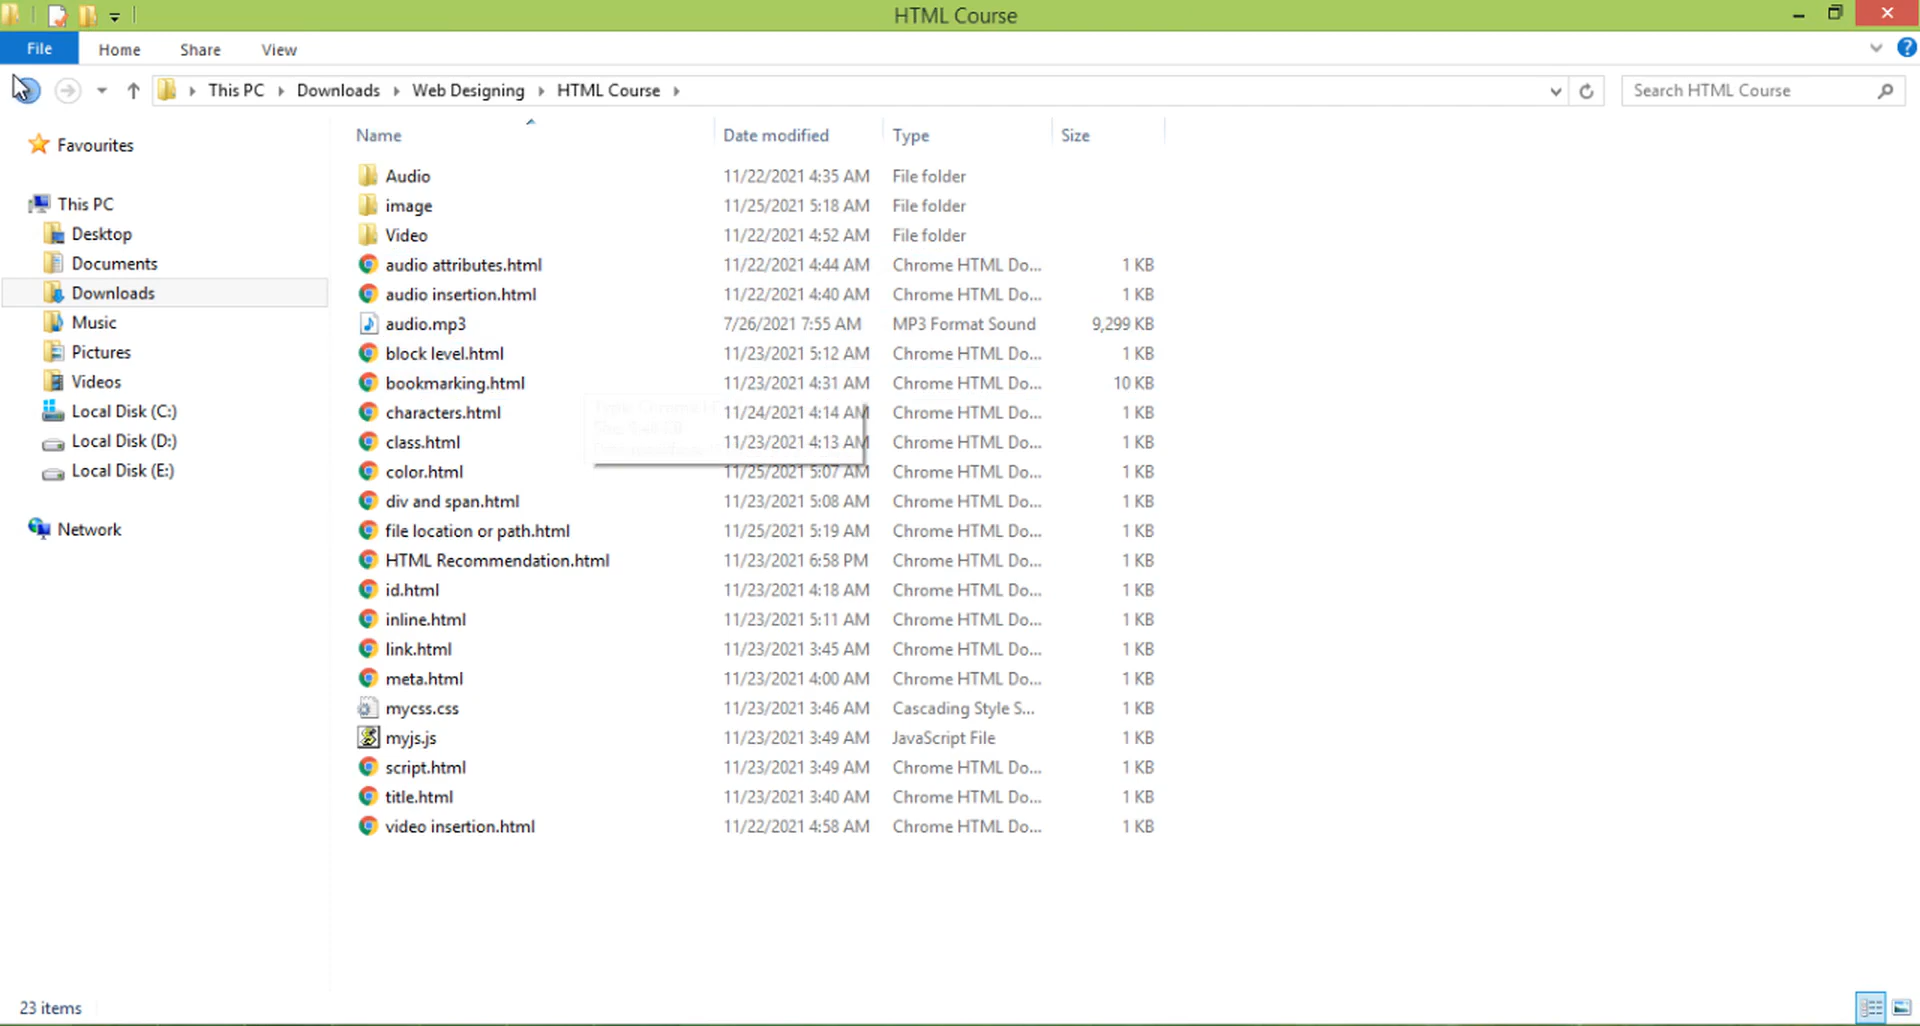 HTML Course
File Home Share View
This PC Downloads Web Designing HTML Course Search HTML Course
Name Date modified Type Size
Favourites
This PC
Desktop
Documents
Downloads
Music
Pictures
Videos
Local Disk (C:)
Local Disk (D:)
Local Disk (E:)
Network
Audio 11/22/2021 4:35 AM File folder
image 11/25/2021 5:18 AM File folder
Video 11/22/2021 4:52 AM File folder
audio attributes.html 11/22/2021 4:44 AM Chrome HTML Do... 1 KB
audio insertion.html 11/22/2021 4:40 AM Chrome HTML Do... 1 KB
audio.mp3 7/26/2021 7:55 AM MP3 Format Sound 9,299 KB
block level.html 11/23/2021 5:12 AM Chrome HTML Do... 1 KB
bookmarking.html 11/23/2021 4:31 AM Chrome HTML Do... 10 KB
characters.html 11/24/2021 4:14 AM Chrome HTML Do... 1 KB
class.html 11/23/2021 4:13 AM Chrome HTML Do... 1 KB
color.html 11/25/2021 5:07 AM Chrome HTML Do... 1 KB
div and span.html 11/23/2021 5:08 AM Chrome HTML Do... 1 KB
file location or path.html 11/25/2021 5:19 AM Chrome HTML Do... 1 KB
HTML Recommendation.html 11/23/2021 6:58 PM Chrome HTML Do... 1 KB
id.html 11/23/2021 4:18 AM Chrome HTML Do... 1 KB
inline.html 11/23/2021 5:11 AM Chrome HTML Do... 1 KB
link.html 11/23/2021 3:45 AM Chrome HTML Do... 1 KB
meta.html 11/23/2021 4:00 AM Chrome HTML Do... 1 KB
mycss.css 11/23/2021 3:46 AM Cascading Style S... 1 KB
myjs.js 11/23/2021 3:49 AM JavaScript File 1 KB
script.html 11/23/2021 3:49 AM Chrome HTML Do... 1 KB
title.html 11/23/2021 3:40 AM Chrome HTML Do... 1 KB
video insertion.html 11/22/2021 4:58 AM Chrome HTML Do... 1 KB
23 items